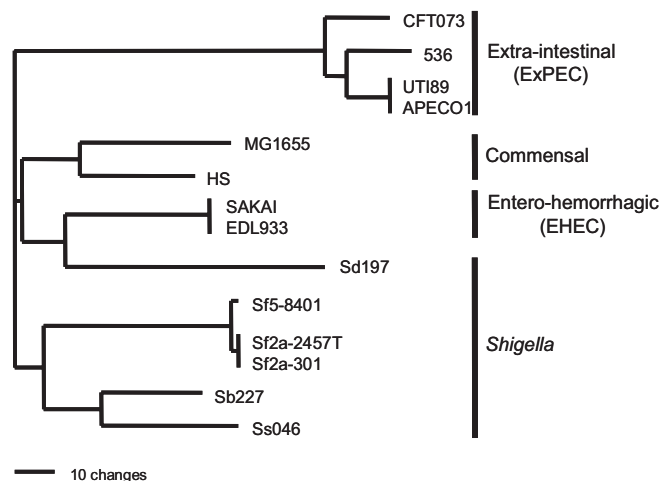 CFT073
536
UTI89
APECO1
Extra-intestinal
(ExPEC)
MG1655
HS
Commensal
SAKAI
EDL933
Entero-hemorrhagic
(EHEC)
Sd197
Sf5-8401
Sf2a-2457T
Sf2a-301
Sb227
Ss046
Shigella
10 changes